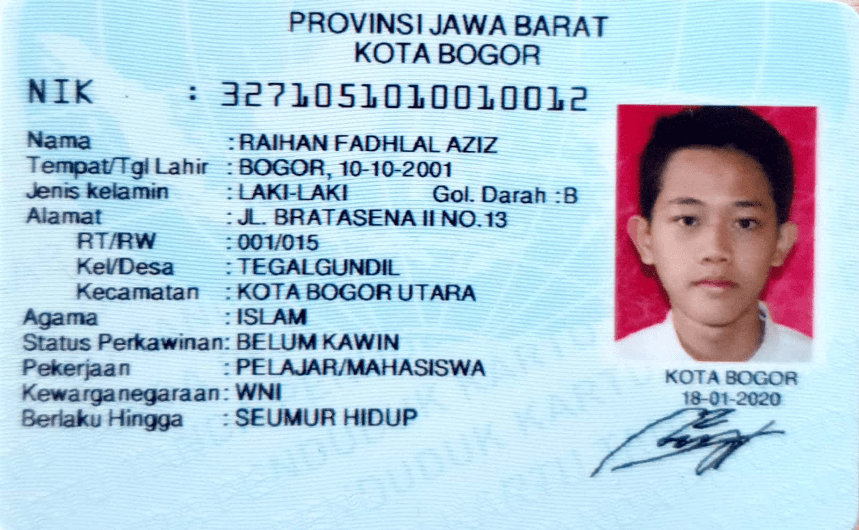 PROVINSI JAWA BARAT
KOTA BOGOR
NIK : 3271051010010012
Nama : RAIHAN FADHLAL AZIZ
Tempat/Tgl Lahir : BOGOR, 10-10-2001
Jenis kelamin : LAKI-LAKI Gol. Darah : B
Alamat : JL. BRATASENA II NO.13
RT/RW : 001/015
Kel/Desa : TEGALGUNDIL
Kecamatan : KOTA BOGOR UTARA
Agama : ISLAM
Status Perkawinan: BELUM KAWIN
Pekerjaan : PELAJAR/MAHASISWA
Kewarganegaraan: WNI
Berlaku Hingga : SEUMUR HIDUP
KOTA BOGOR
18-01-2020